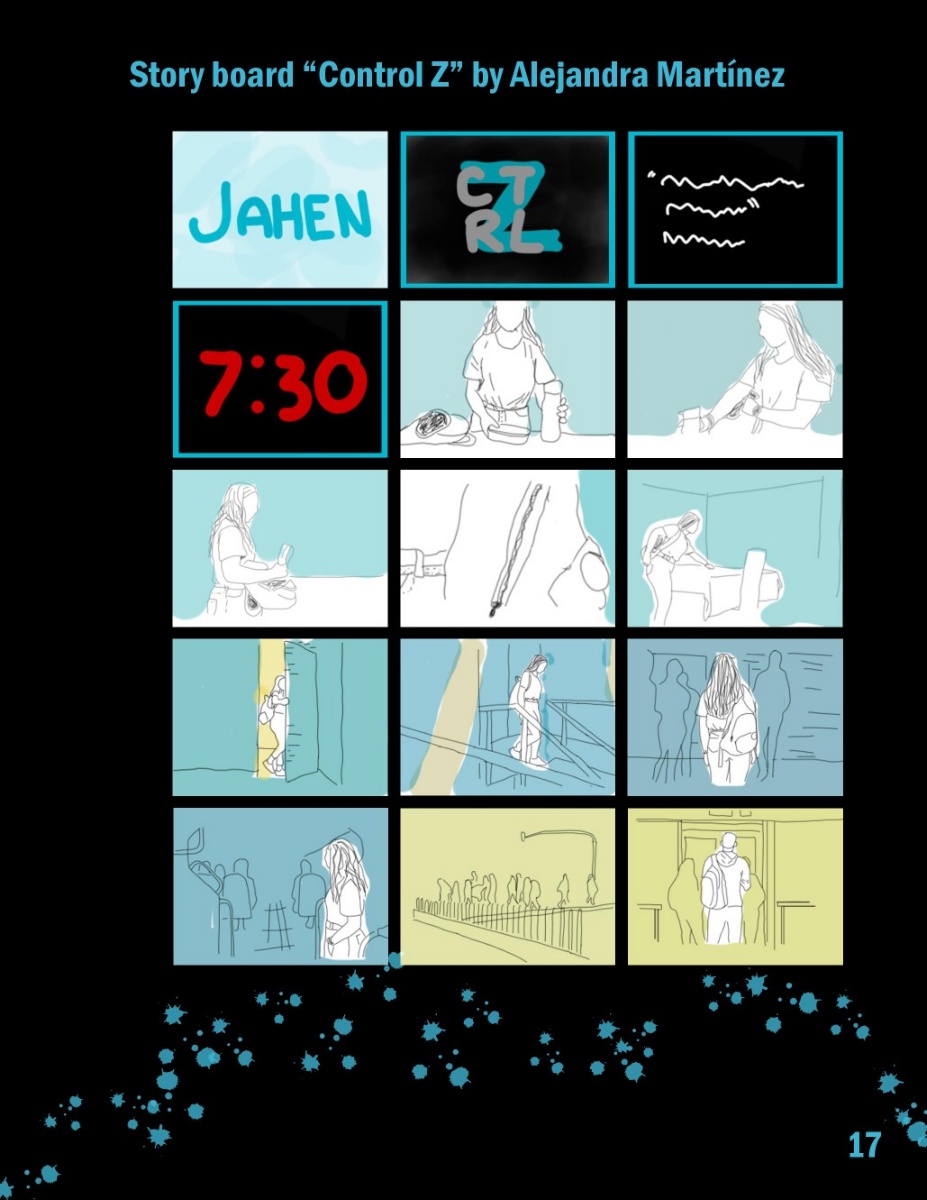 Story board “Control Z” by Alejandra Martínez
JAHEN
CTRL Z
7:30
17